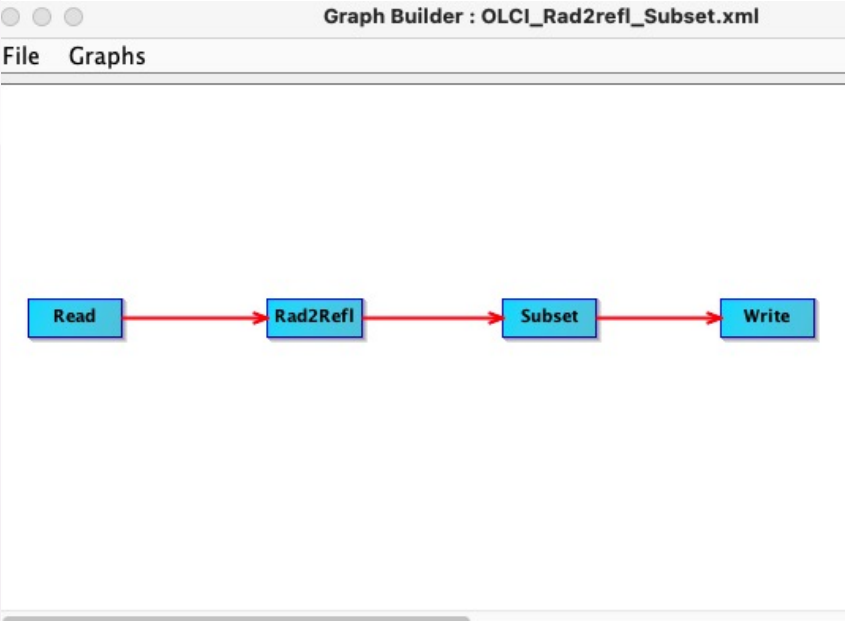 Graph Builder : OLCI_Rad2refl_Subset.xml
File Graphs
Read Rad2Refl Subset Write